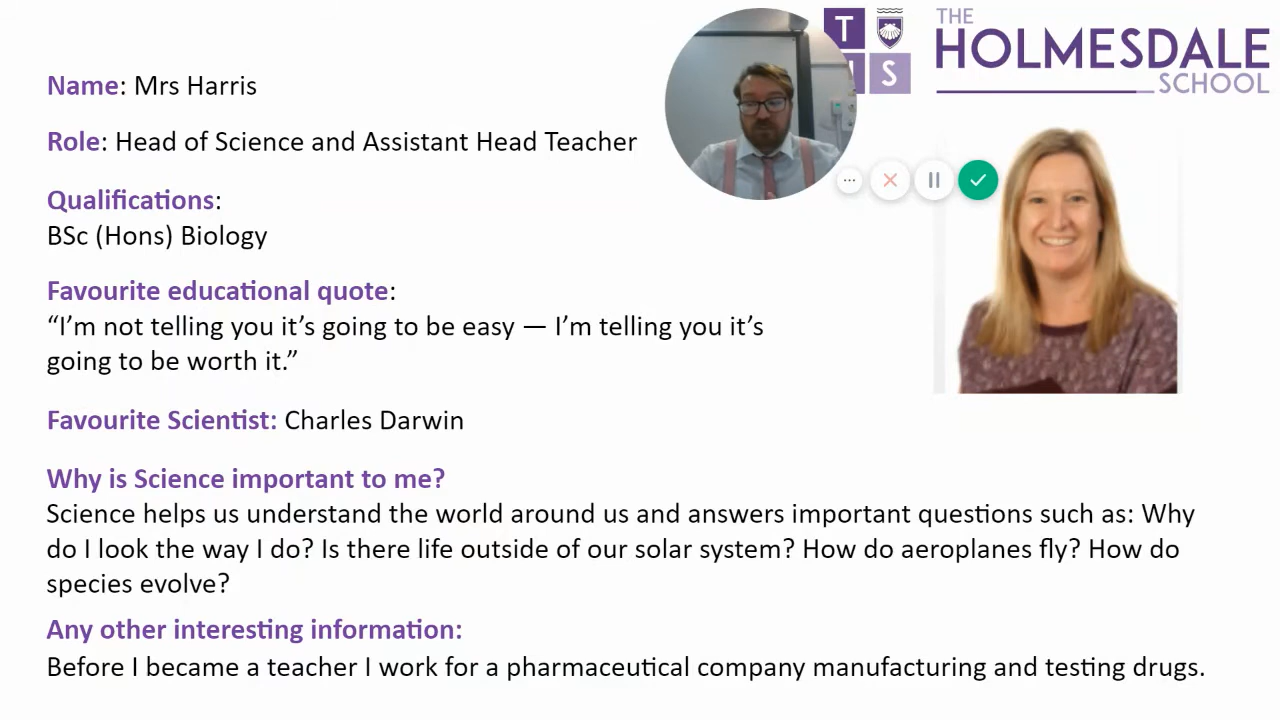 Name: Mrs Harris
Role: Head of Science and Assistant Head Teacher
Qualifications:
BSc (Hons) Biology
Favourite educational quote:
“I’m not telling you it’s going to be easy — I’m telling you it’s
going to be worth it.”
Favourite Scientist: Charles Darwin
Why is Science important to me?
Science helps us understand the world around us and answers important questions such as: Why
do I look the way I do? Is there life outside of our solar system? How do aeroplanes fly? How do
species evolve?
Any other interesting information:
Before I became a teacher I work for a pharmaceutical company manufacturing and testing drugs.
T
S
THE
HOLMESDALE
SCHOOL